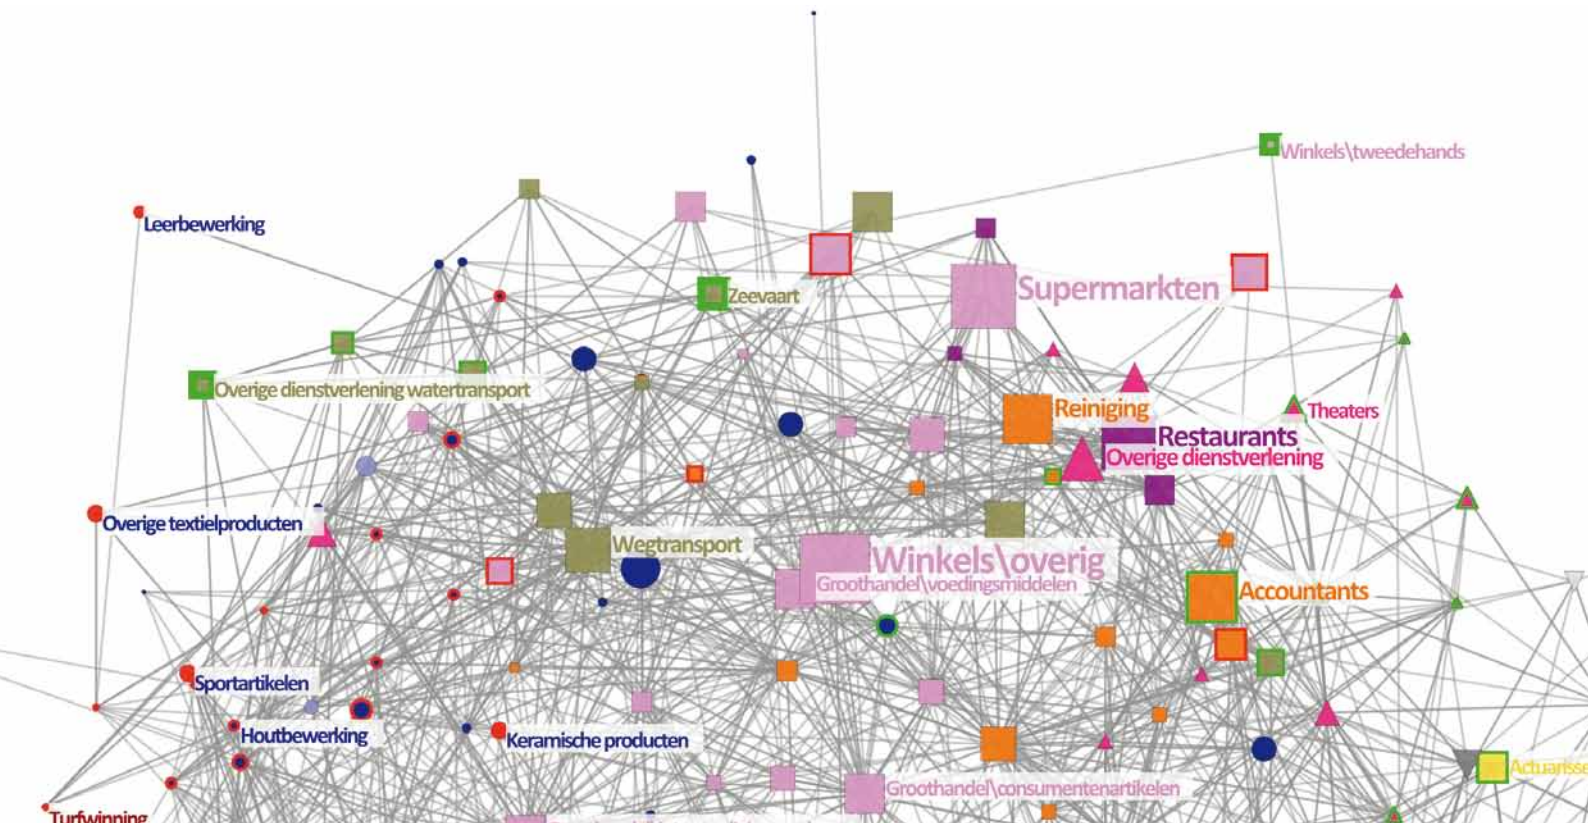 Winkels\tweedehands
Leerbewerking
Supermarkten
Zeevaart
Overige dienstverlening watertransport
Reiniging
Theaters
Restaurants
Overige dienstverlening
Overige textielproducten
Wegtransport
Winkels\overig
Groothandel\voedingsmiddelen
Accountants
Sportartikelen
Houtbewerking
Keramische producten
Actuarisse
Groothandel\consumentenartikelen
Turfwinning